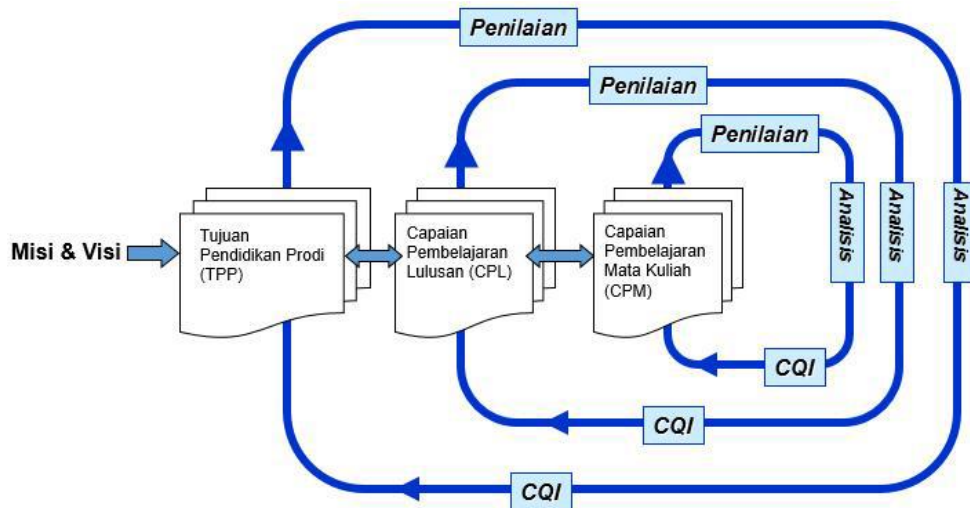 Penilaian
Penilaian
Penilaian
Misi & Visi
Tujuan
Pendidikan Prodi
(TPP)
Capaian
Pembelajaran
Lulusan (CPL)
Capaian
Pembelajaran
Mata Kuliah
(CPM)
Analisis
Analisis
Analisis
CQI
CQI
CQI